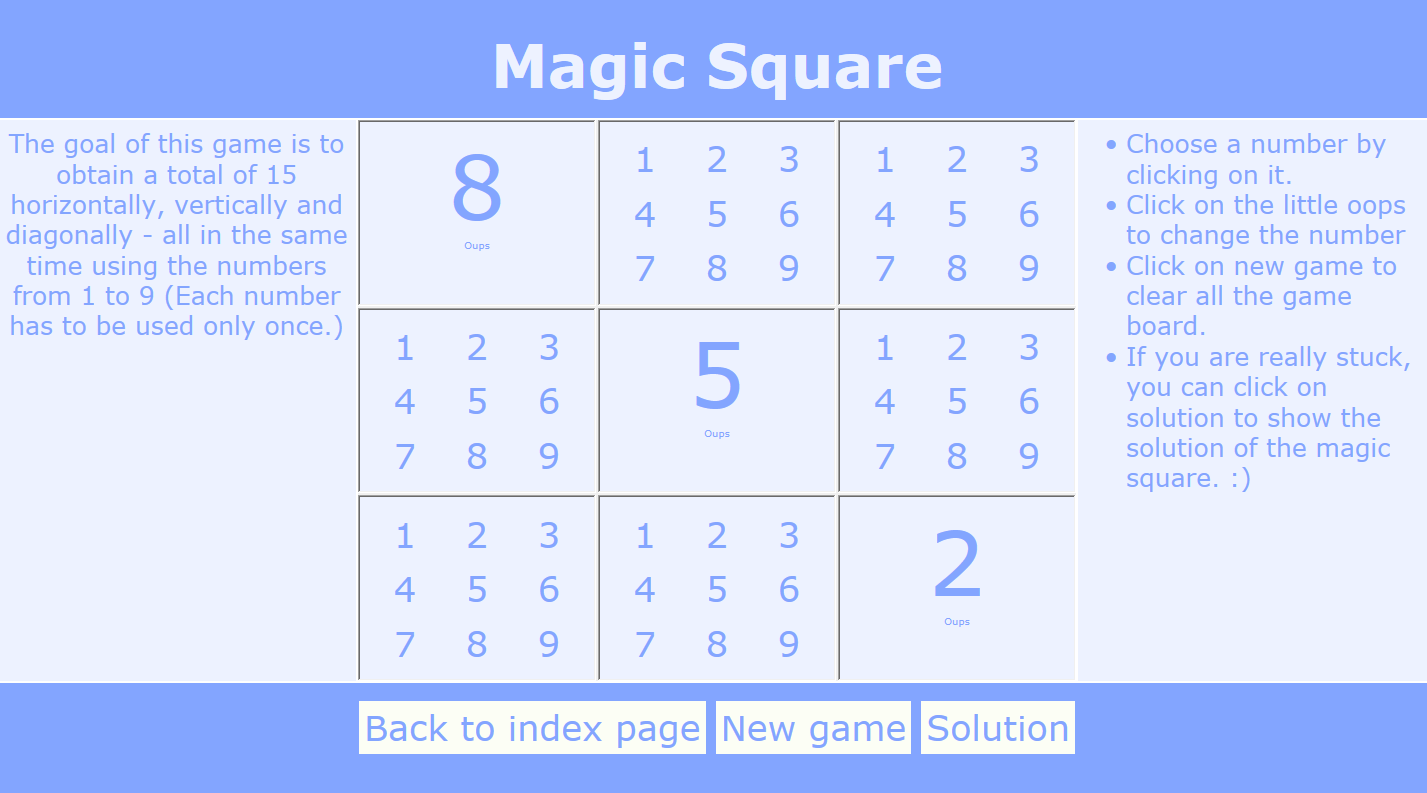 Magic Square
The goal of this game is to
obtain a total of 15
horizontally, vertically and
diagonally - all in the same
time using the numbers
from 1 to 9 (Each number
has to be used only once.)
8
Oups
1 2 3
4 5 6
7 8 9
1 2 3
4 5 6
7 8 9
1 2 3
4 5 6
7 8 9
5
Oups
1 2 3
4 5 6
7 8 9
1 2 3
4 5 6
7 8 9
1 2 3
4 5 6
7 8 9
2
Oups
• Choose a number by
clicking on it.
• Click on the little oops
to change the number
• Click on new game to
clear all the game
board.
• If you are really stuck,
you can click on
solution to show the
solution of the magic
square. :)
Back to index page
New game
Solution